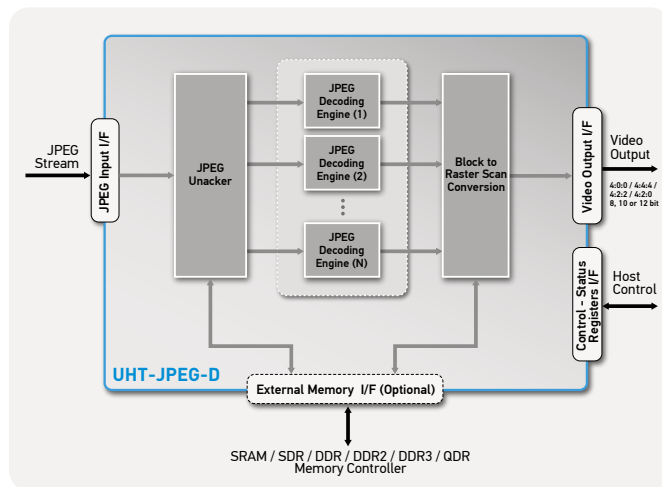 JPEG
Stream
JPEG Input I/F
JPEG
Unacker
JPEG
Decoding
Engine (1)
JPEG
Decoding
Engine (2)
JPEG
Decoding
Engine (N)
Block to
Raster Scan
Conversion
Video Output I/F
Video
Output
4:0:0 / 4:4:4 /
4:2:2 / 4:2:0
8, 10 or 12 bit
Control - Status
Registers I/F
Host
Control
UHT-JPEG-D
External Memory I/F (Optional)
SRAM / SDR / DDR / DDR2 / DDR3 / QDR
Memory Controller